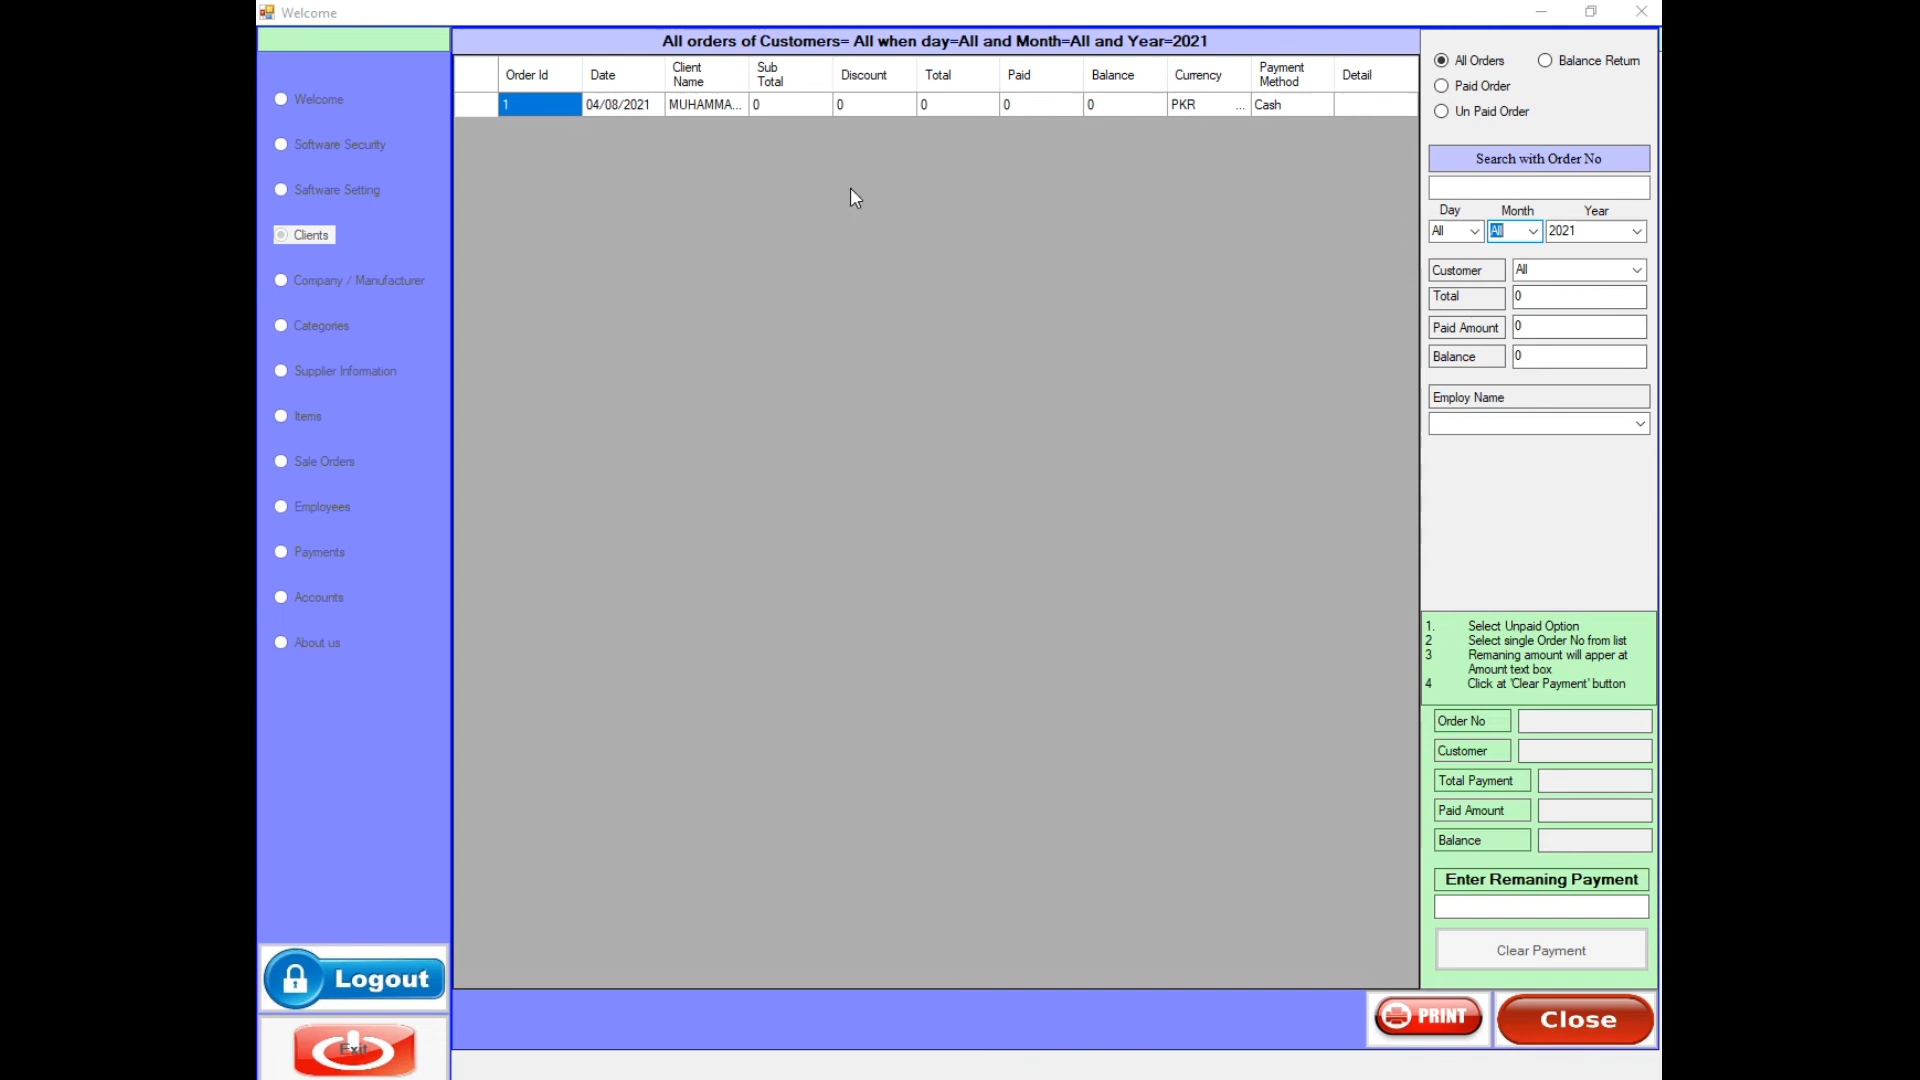 Welcome
All orders of Customers= All when day=All and Month=All and Year=2021
Order Id Date Client Name Sub Total Discount Total Paid Balance Currency Payment Method Detail
1 04/08/2021 MUHAMMA... 0 0 0 0 0 PKR ... Cash
Welcome
Software Security
Saftware Setting
Clients
Company / Manufacturer
Categories
Supplier Information
Items
Sale Orders
Employees
Payments
Accounts
About us
Logout
Exit
All Orders Balance Return
Paid Order
Un Paid Order
Search with Order No
Day Month Year
All All 2021
Customer All
Total 0
Paid Amount 0
Balance 0
Employ Name
1. Select Unpaid Option
2 Select single Order No from list
3 Remaning amount will apper at
Amount text box
4 Click at 'Clear Payment' button
Order No
Customer
Total Payment
Paid Amount
Balance
Enter Remaning Payment
Clear Payment
PRINT
Close